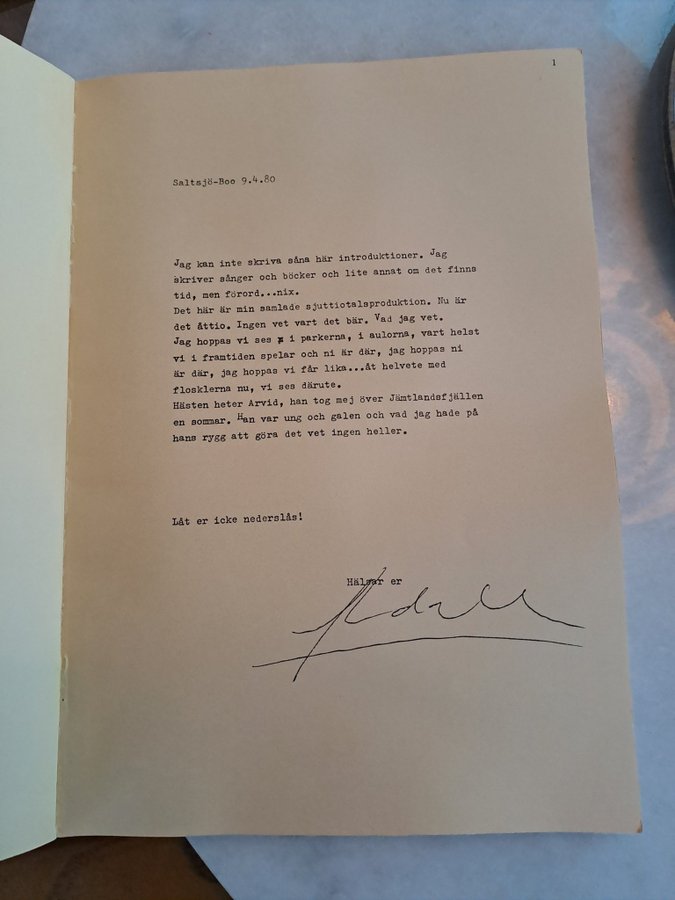 1
Saltsjö-Boo 9.4.80
Jag kan inte skriva såna här introduktioner. Jag
skriver sånger och böcker och lite annat om det finns
tid, men förord...nix.
Det här är min samlade sjuttiotalsproduktion. Nu är
det åttio. Ingen vet vart det bär. Vad jag vet.
Jag hoppas vi ses i parkerna, i aulorna, vart helst
vi i framtiden spelar och ni är där, jag hoppas ni
är där, jag hoppas vi får lika...åt helvete med
flosklerna nu, vi ses därute.
Hästen heter Arvid, han tog mej över Jämtlandsfjällen
en sommar. Han var ung och galen och vad jag hade på
hans rygg att göra det vet ingen heller.
Låt er icke nederslås!
Hälsar er